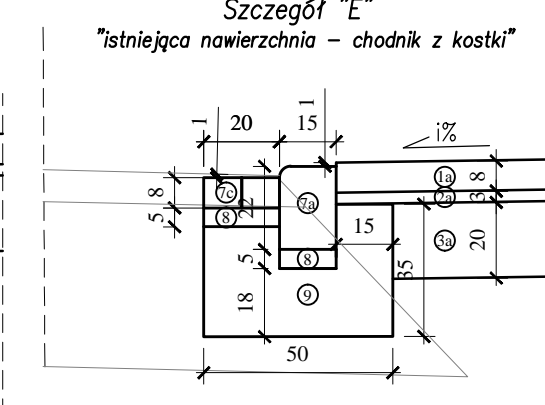 Szczegół "E"
"istniejąca nawierzchnia – chodnik z kostki"
1
20
1
15
i%
8
7c
22
7a
1a
8
5
8
2a
3
15
3a
20
5
8
35
18
9
50